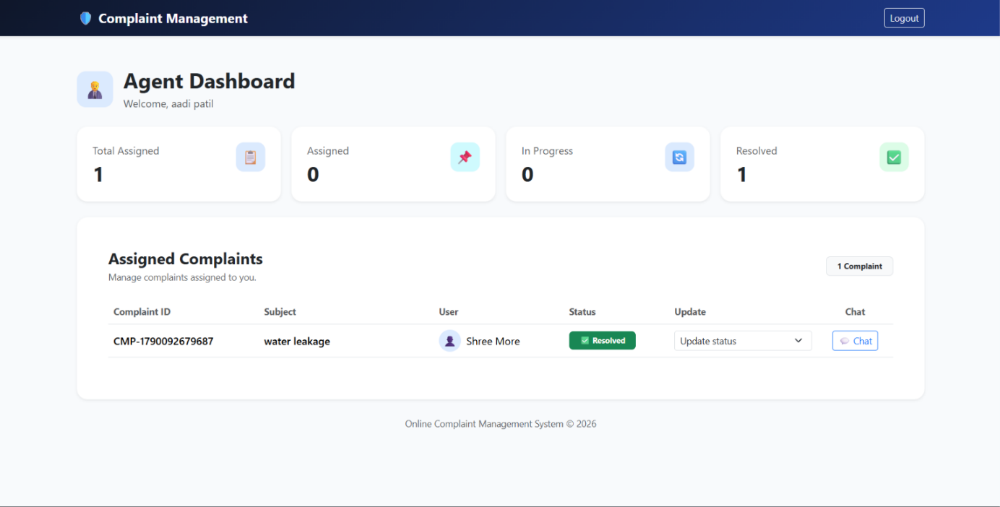 Complaint Management
Logout
Agent Dashboard
Welcome, aadi patil
Total Assigned
1
Assigned
0
In Progress
0
Resolved
1
Assigned Complaints
Manage complaints assigned to you.
1 Complaint
Complaint ID Subject User Status Update Chat
CMP-1790092679687 water leakage Shree More Resolved Update status Chat
Online Complaint Management System © 2026